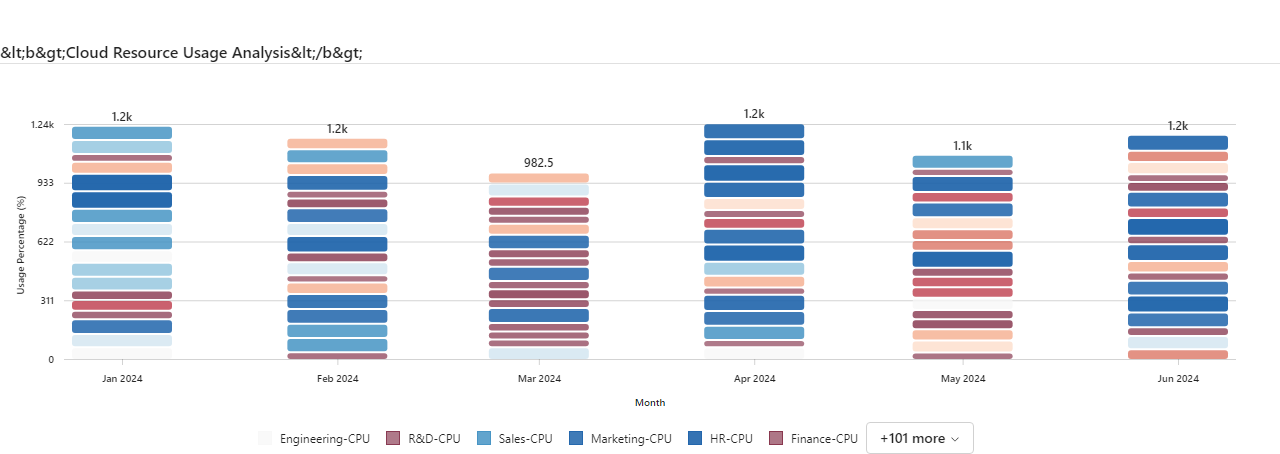 &lt;b&gt;Cloud Resource Usage Analysis&lt;/b&gt;
1.2k
1.2k
982.5
1.2k
1.1k
1.2k
Usage Percentage (%)
1.24k
933
622
311
0
Jan 2024
Feb 2024
Mar 2024
Apr 2024
May 2024
Jun 2024
Month
Engineering-CPU
R&D-CPU
Sales-CPU
Marketing-CPU
HR-CPU
Finance-CPU
+101 more